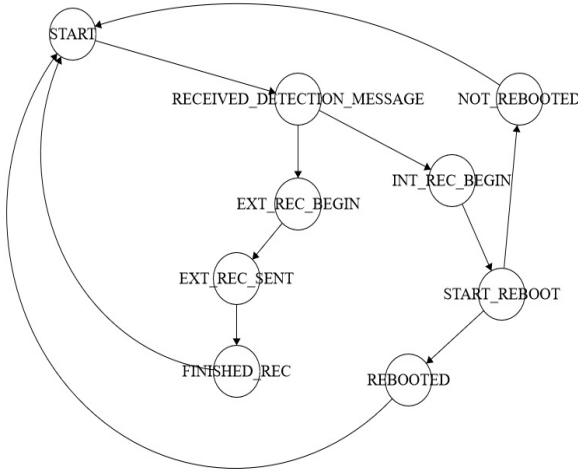 START
RECEIVED_DETECTION_MESSAGE
NOT_REBOOTED
INT_REC_BEGIN
EXT_REC_BEGIN
EXT_REC_SENT
START_REBOOT
FINISHED_REC
REBOOTED